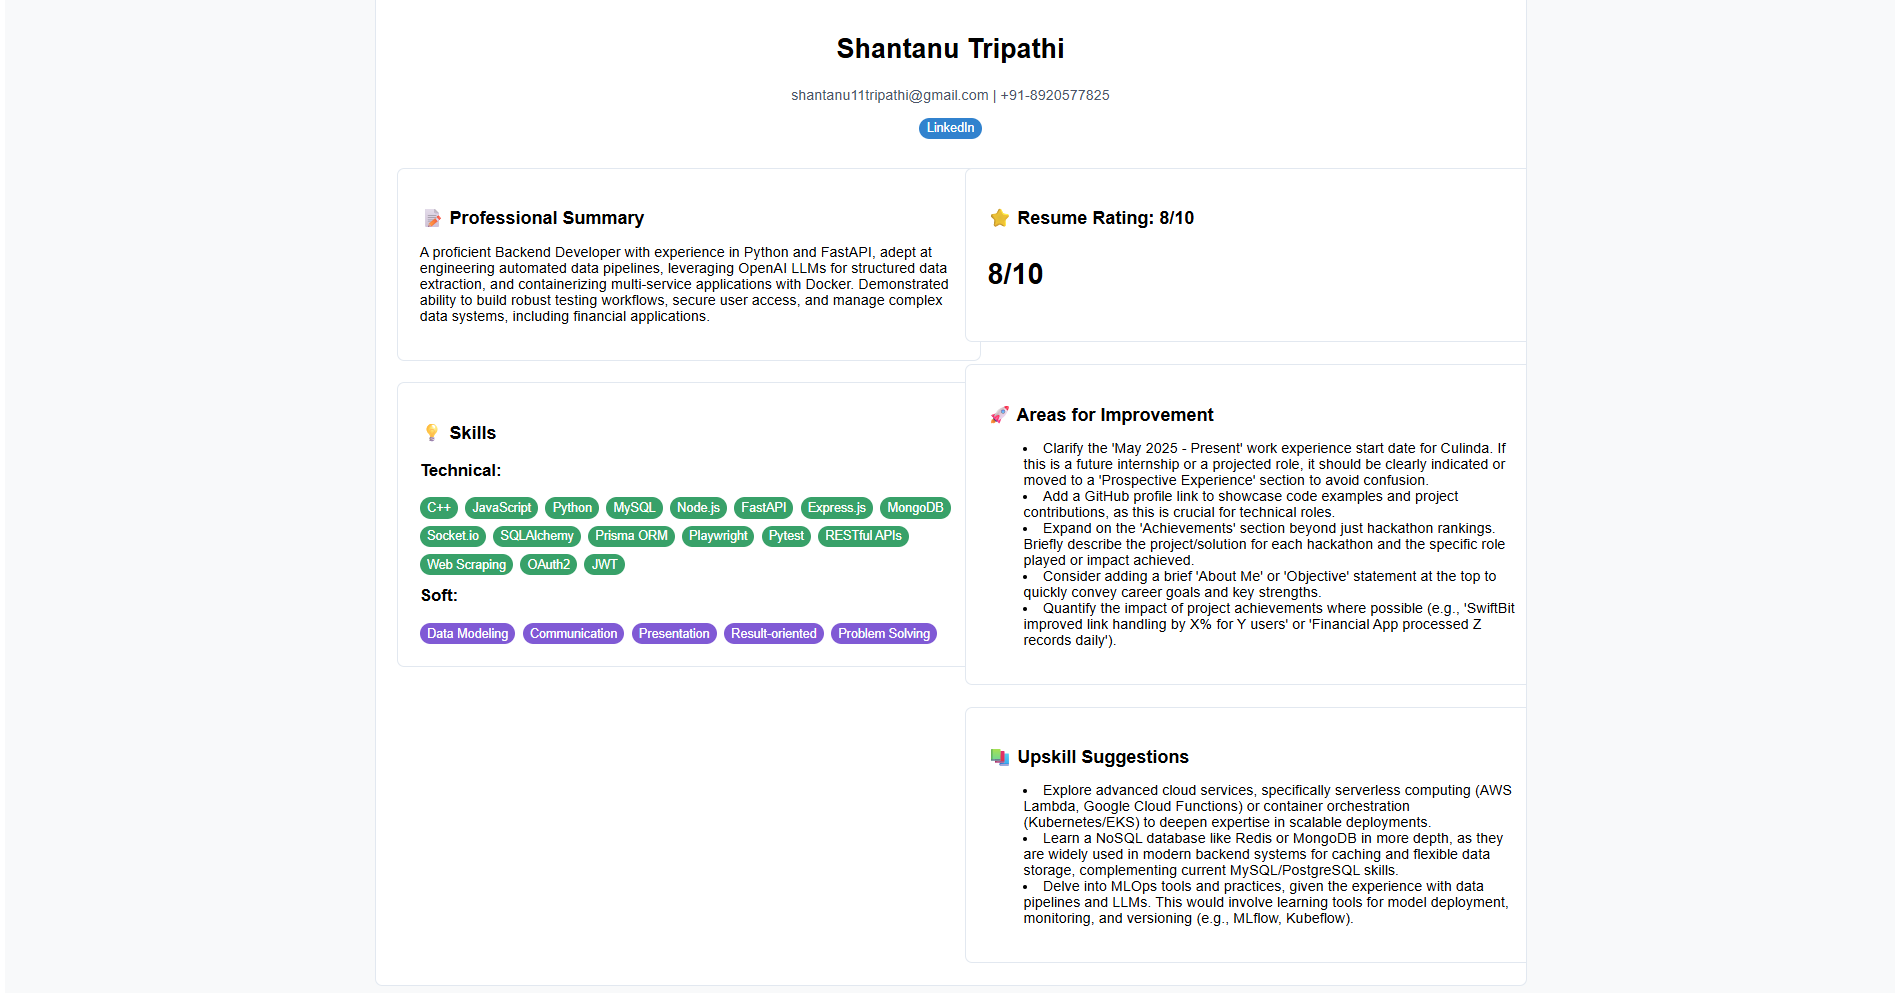 Shantanu Tripathi
shantanu11tripathi@gmail.com | +91-8920577825
LinkedIn
Professional Summary
A proficient Backend Developer with experience in Python and FastAPI, adept at
engineering automated data pipelines, leveraging OpenAI LLMs for structured data
extraction, and containerizing multi-service applications with Docker. Demonstrated
ability to build robust testing workflows, secure user access, and manage complex
data systems, including financial applications.
Skills
Technical:
C++ JavaScript Python MySQL Node.js FastAPI Express.js MongoDB
Socket.io SQLAlchemy Prisma ORM Playwright Pytest RESTful APIs
Web Scraping OAuth2 JWT
Soft:
Data Modeling Communication Presentation Result-oriented Problem Solving
Resume Rating: 8/10
8/10
Areas for Improvement
• Clarify the 'May 2025 - Present' work experience start date for Culinda. If
this is a future internship or a projected role, it should be clearly indicated or
moved to a 'Prospective Experience' section to avoid confusion.
• Add a GitHub profile link to showcase code examples and project
contributions, as this is crucial for technical roles.
• Expand on the 'Achievements' section beyond just hackathon rankings.
Briefly describe the project/solution for each hackathon and the specific role
played or impact achieved.
• Consider adding a brief 'About Me' or 'Objective' statement at the top to
quickly convey career goals and key strengths.
• Quantify the impact of project achievements where possible (e.g., 'SwiftBit
improved link handling by X% for Y users' or 'Financial App processed Z
records daily').
Upskill Suggestions
• Explore advanced cloud services, specifically serverless computing (AWS
Lambda, Google Cloud Functions) or container orchestration
(Kubernetes/EKS) to deepen expertise in scalable deployments.
• Learn a NoSQL database like Redis or MongoDB in more depth, as they
are widely used in modern backend systems for caching and flexible data
storage, complementing current MySQL/PostgreSQL skills.
• Delve into MLOps tools and practices, given the experience with data
pipelines and LLMs. This would involve learning tools for model deployment,
monitoring, and versioning (e.g., MLflow, Kubeflow).